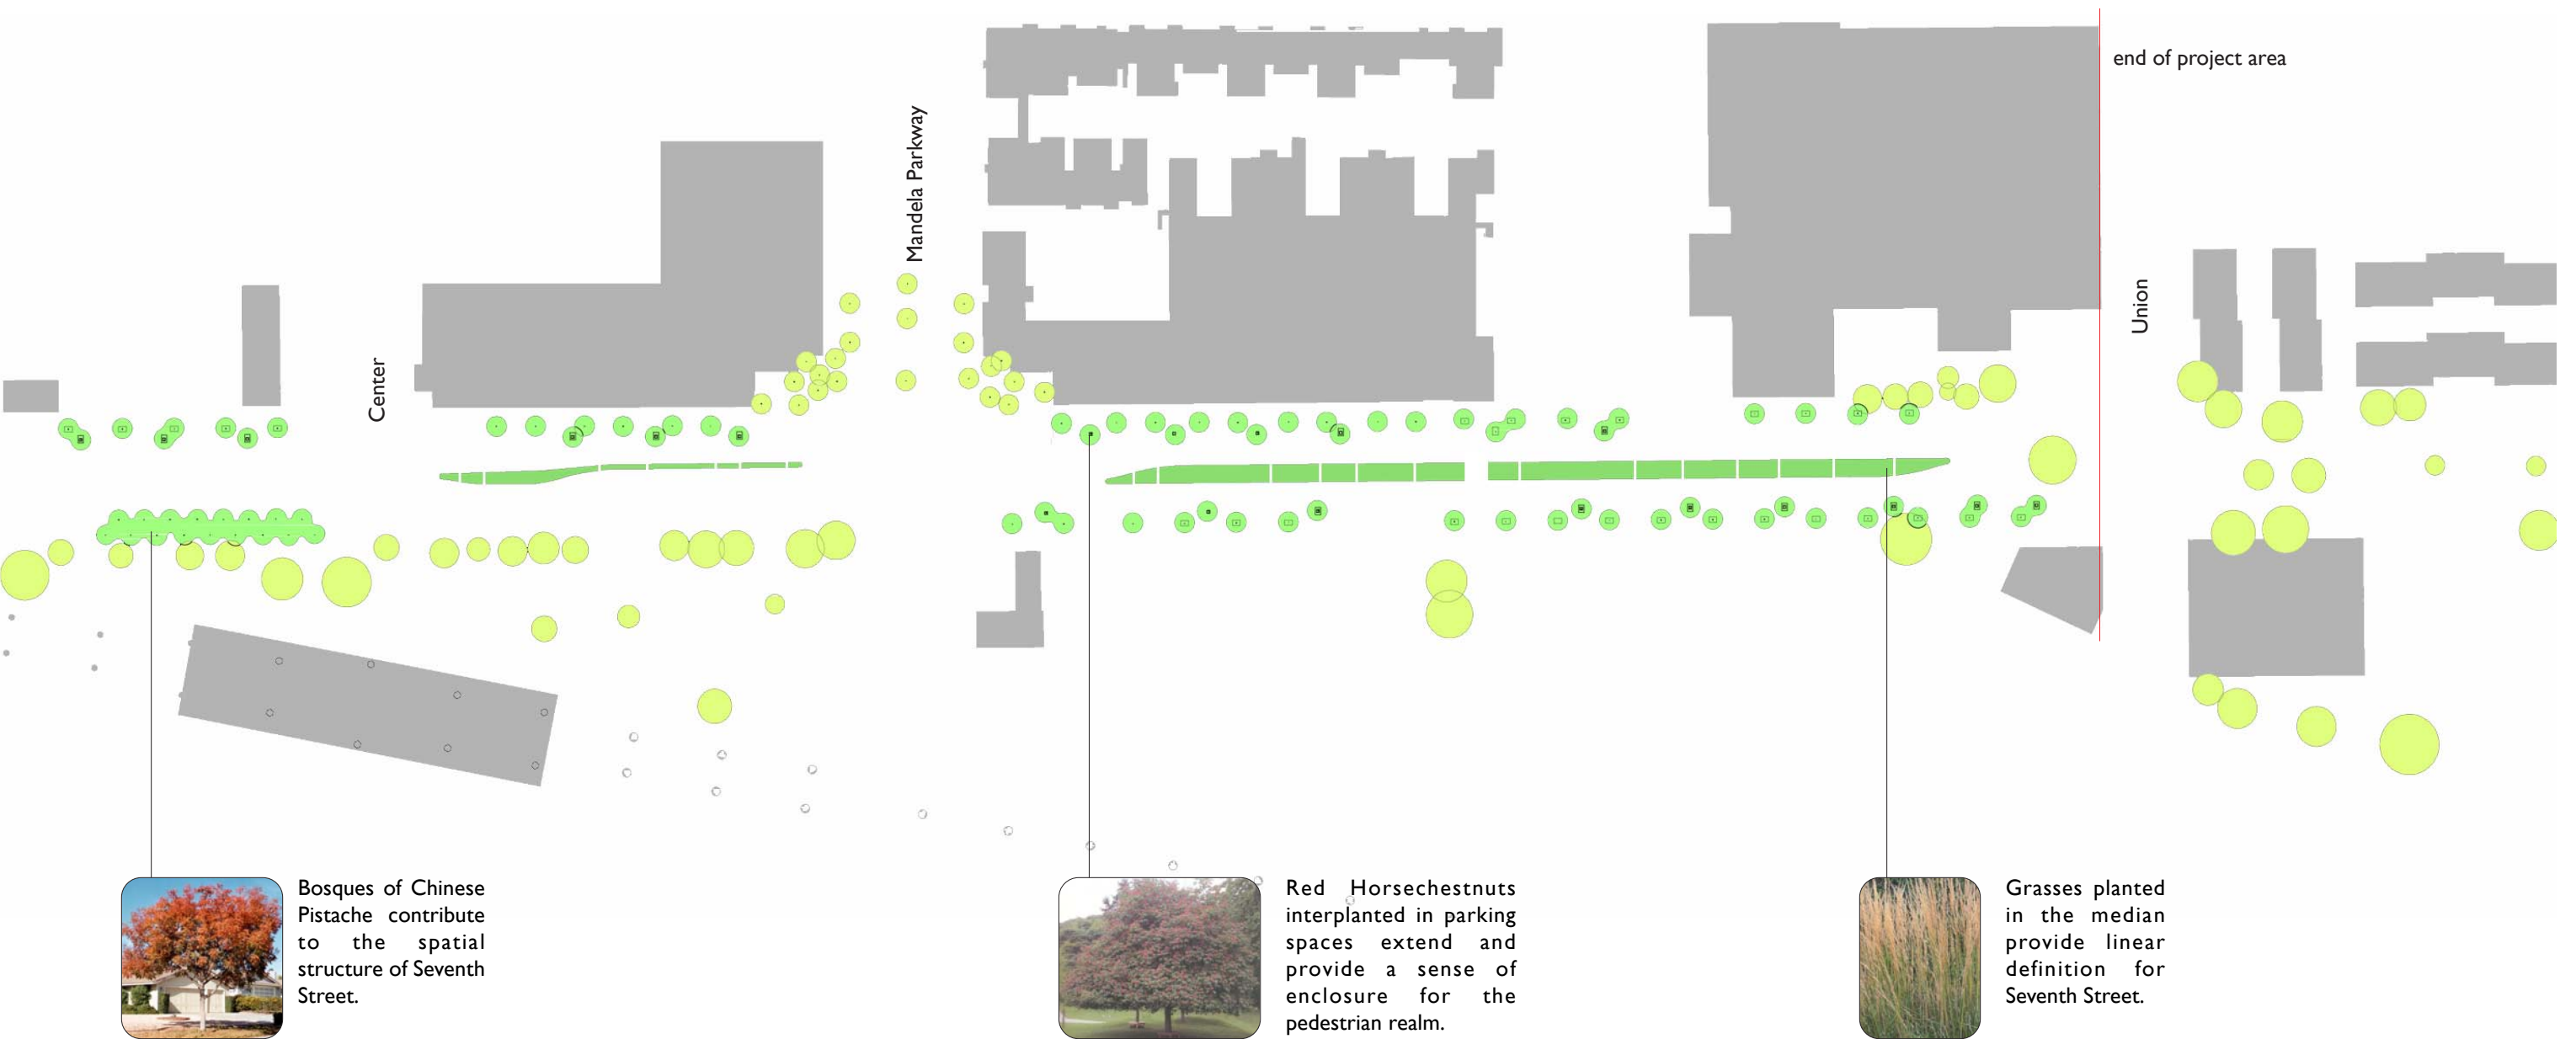 end of project area
Mandela Parkway
Union
Center
Bosques of Chinese
Pistache contribute
to the spatial
structure of Seventh
Street.
Red Horsechestnuts
interplanted in parking
spaces extend and
provide a sense of
enclosure for the
pedestrian realm.
Grasses planted
in the median
provide linear
definition for
Seventh Street.